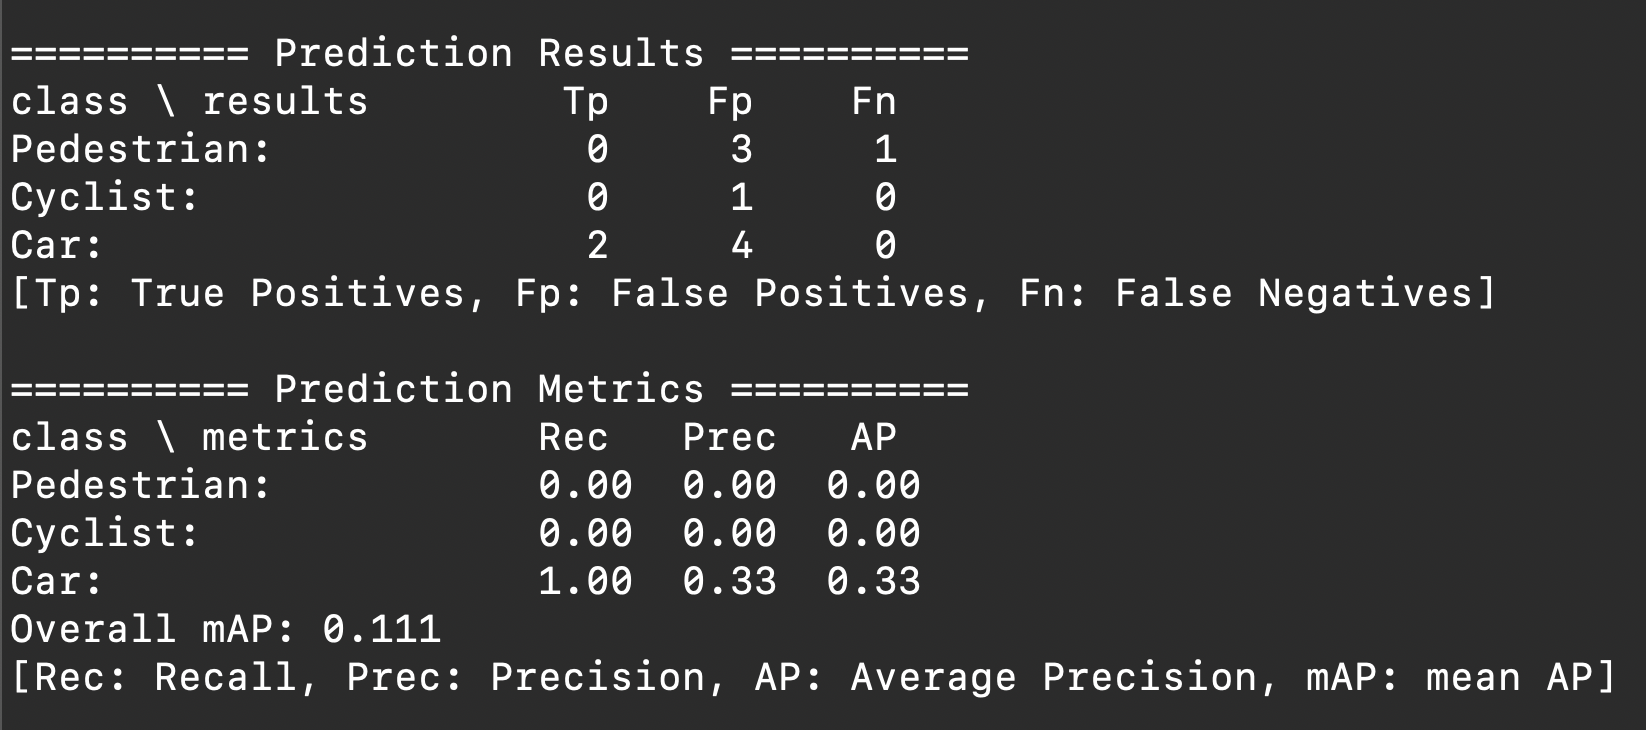 ========== Prediction Results ==========
class \ results        Tp    Fp    Fn
Pedestrian:             0     3     1
Cyclist:                0     1     0
Car:                    2     4     0
[Tp: True Positives, Fp: False Positives, Fn: False Negatives]
========== Prediction Metrics ==========
class \ metrics       Rec   Prec   AP
Pedestrian:           0.00  0.00  0.00
Cyclist:              0.00  0.00  0.00
Car:                  1.00  0.33  0.33
Overall mAP: 0.111
[Rec: Recall, Prec: Precision, AP: Average Precision, mAP: mean AP]